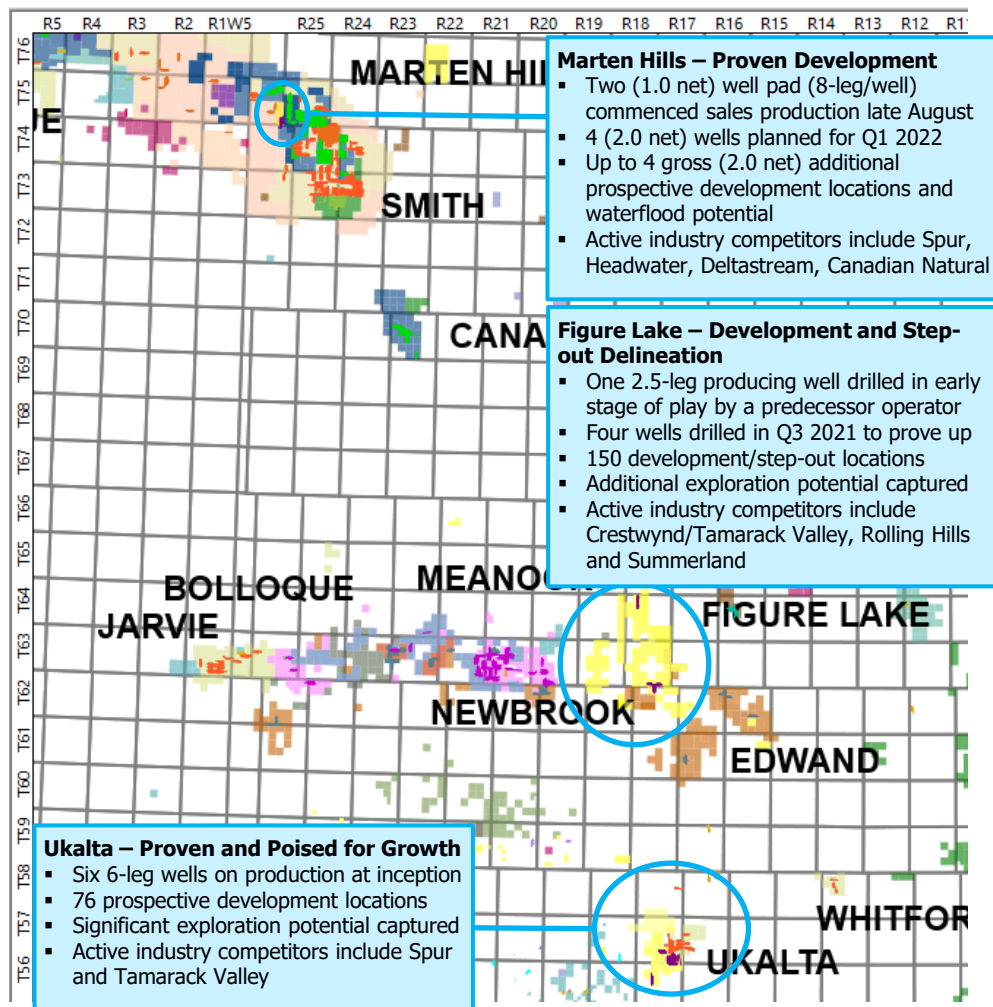 R5 R4 R3 R2 R1W5 R25 R24 R23 R22 R21 R20 R19 R18 R17 R16 R15 R14 R13 R12 R11
T76
T75
T74
T73
T72
T71
T70
T69
T68
T67
T66
T65
T64
T63
T62
T61
T60
T59
T58
T57
T56
MARTEN HI
UE
SMITH
CANA
Marten Hills – Proven Development
▪ Two (1.0 net) well pad (8-leg/well)
commenced sales production late August
▪ 4 (2.0 net) wells planned for Q1 2022
▪ Up to 4 gross (2.0 net) additional
prospective development locations and
waterflood potential
▪ Active industry competitors include Spur,
Headwater, Deltastream, Canadian Natural
Figure Lake – Development and Step-
out Delineation
▪ One 2.5-leg producing well drilled in early
stage of play by a predecessor operator
▪ Four wells drilled in Q3 2021 to prove up
▪ 150 development/step-out locations
▪ Additional exploration potential captured
▪ Active industry competitors include
Crestwynd/Tamarack Valley, Rolling Hills
and Summerland
MEANOO
BOLLOQUE
JARVIE
FIGURE LAKE
NEWBROOK
EDWAND
Ukalta – Proven and Poised for Growth
▪ Six 6-leg wells on production at inception
▪ 76 prospective development locations
▪ Significant exploration potential captured
▪ Active industry competitors include Spur
and Tamarack Valley
WHITFOR
UKALTA